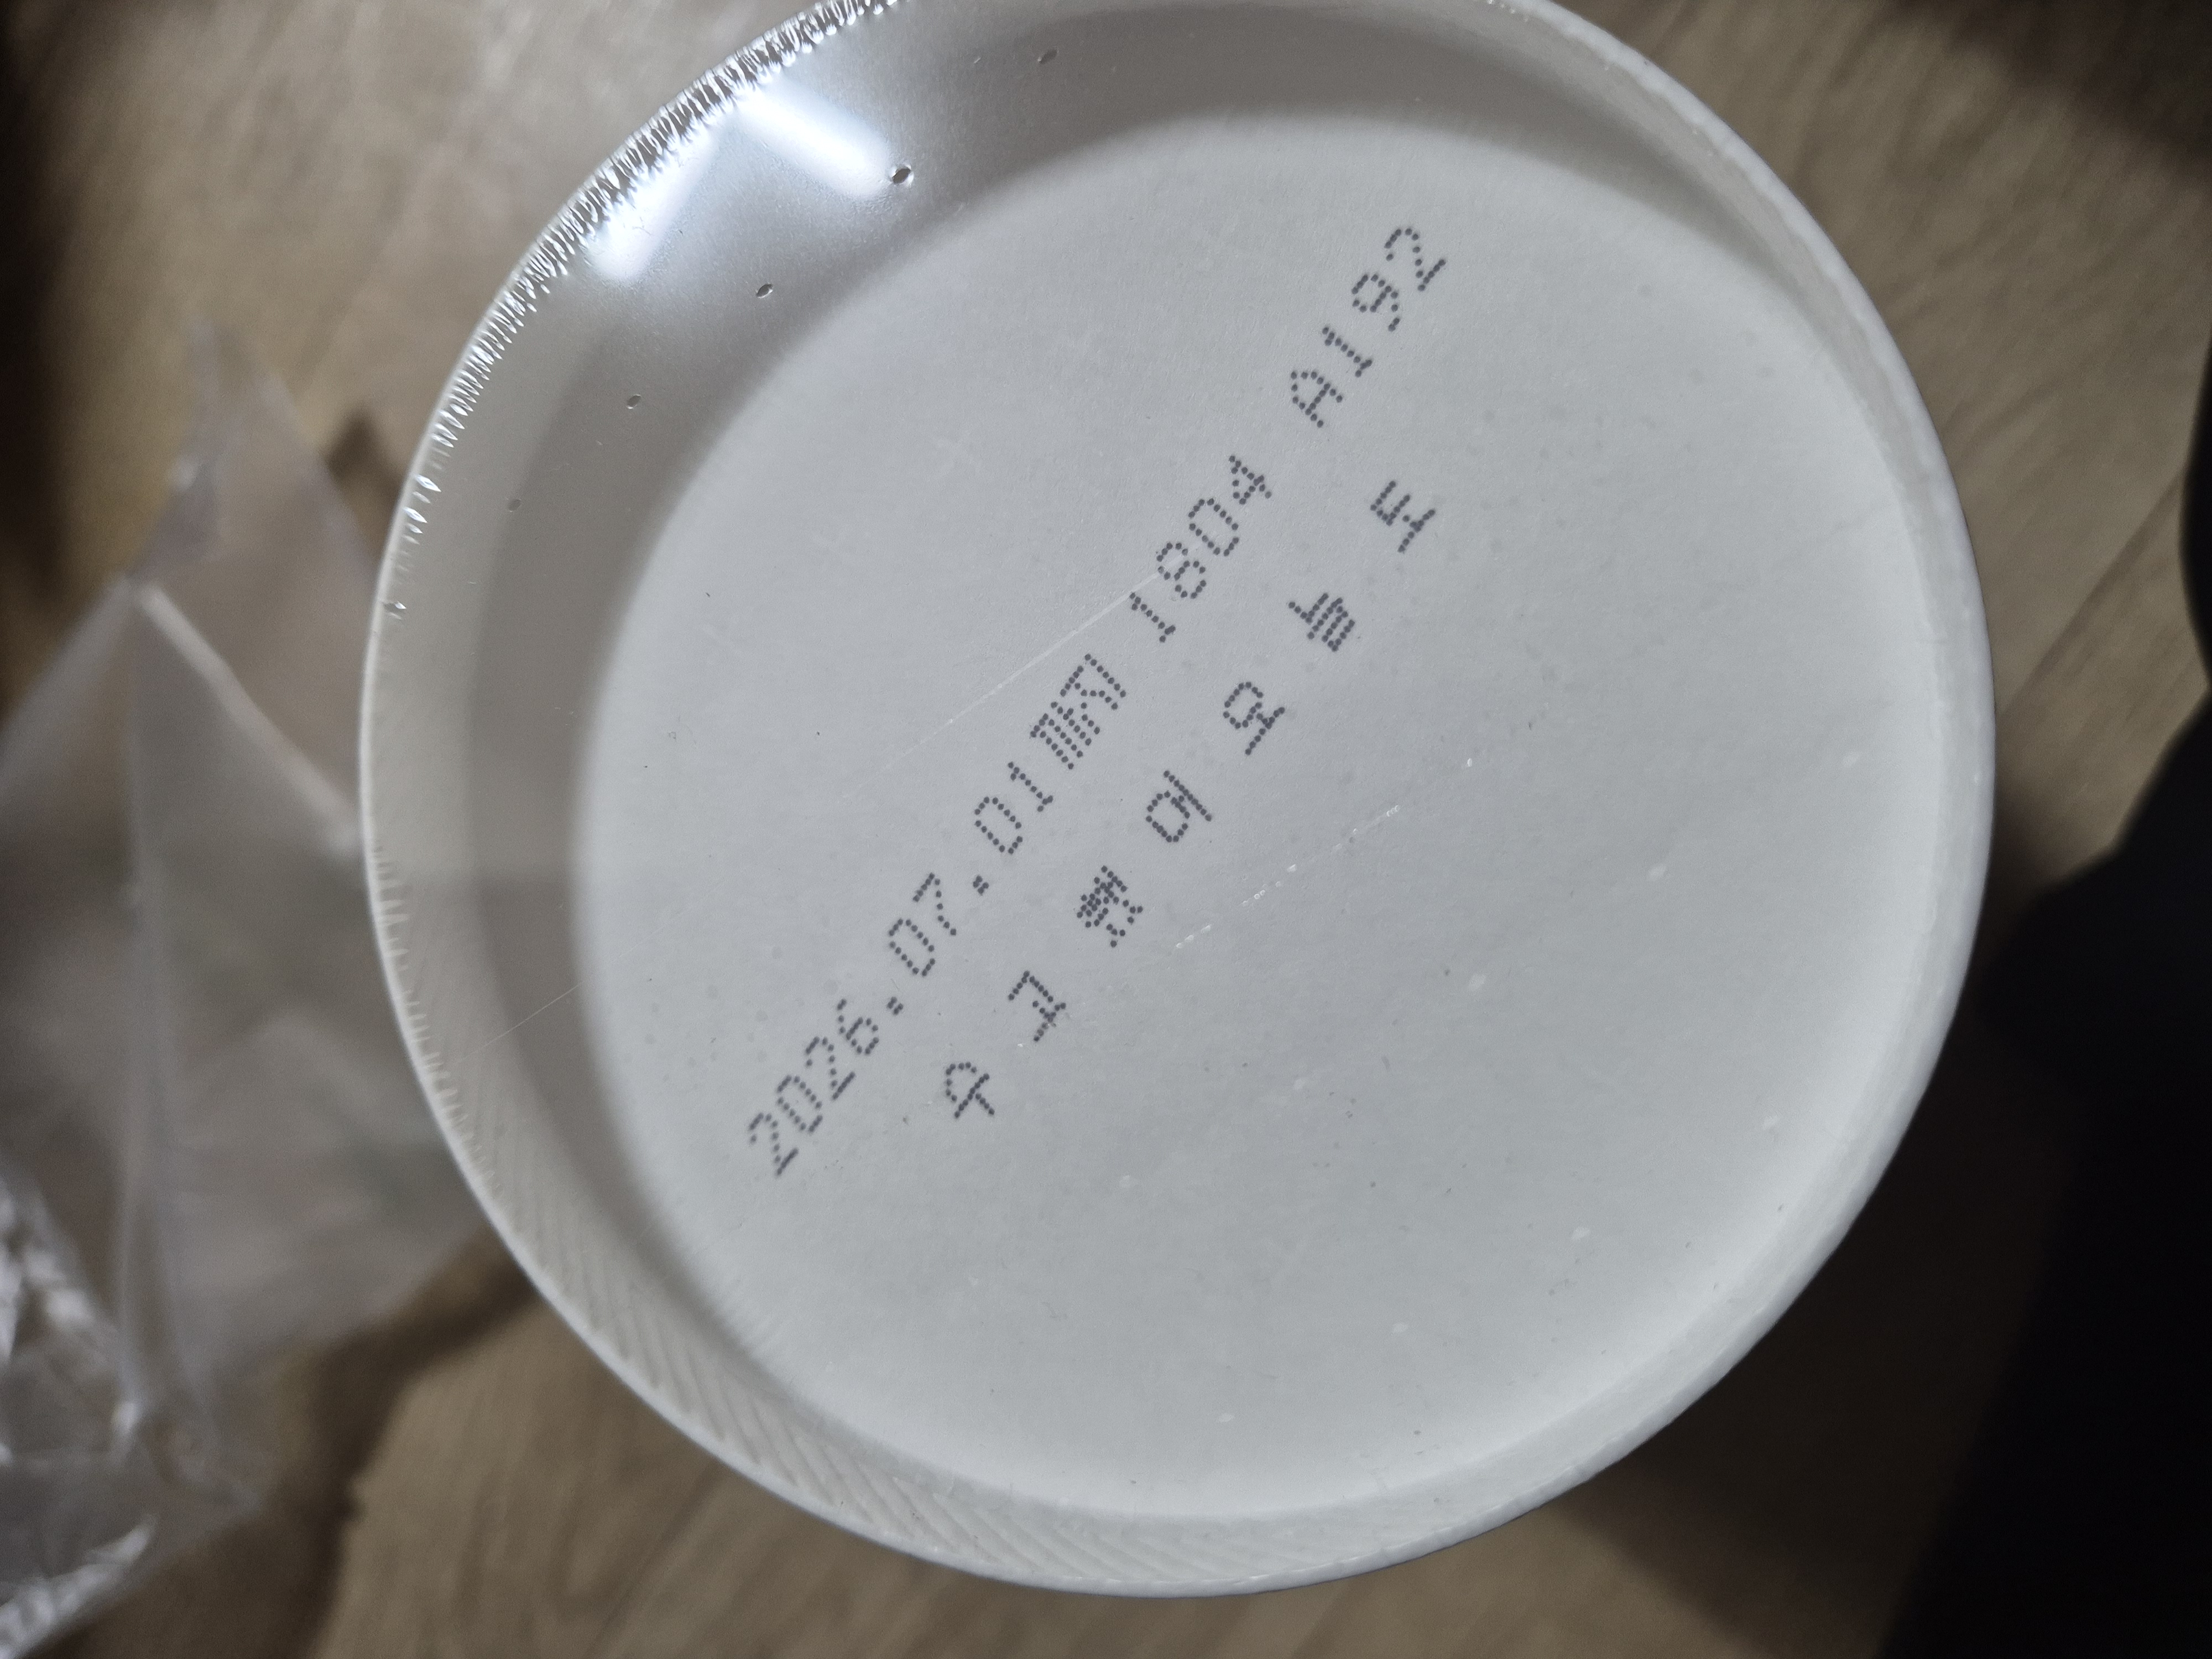 2026.07.01까지 1804 A192
수 고 했 어 오 늘 도